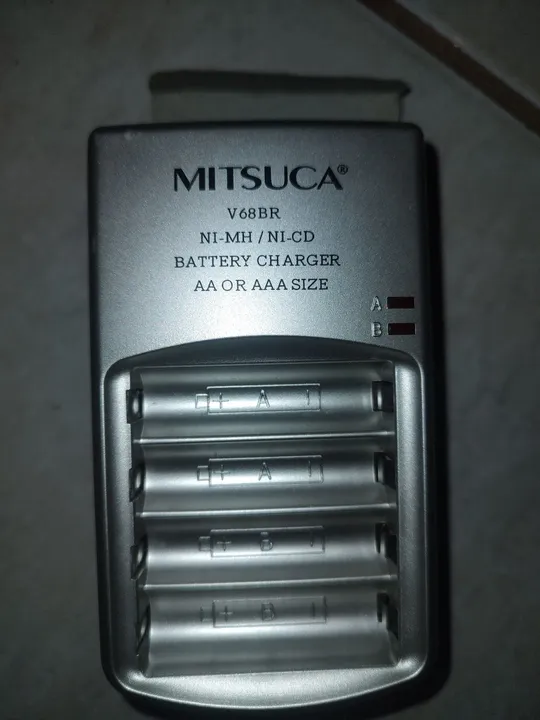 MITSUCA®
V68BR
NI-MH / NI-CD
BATTERY CHARGER
AA OR AAA SIZE
A
B
+ A -
+ A -
+ B -
+ B -